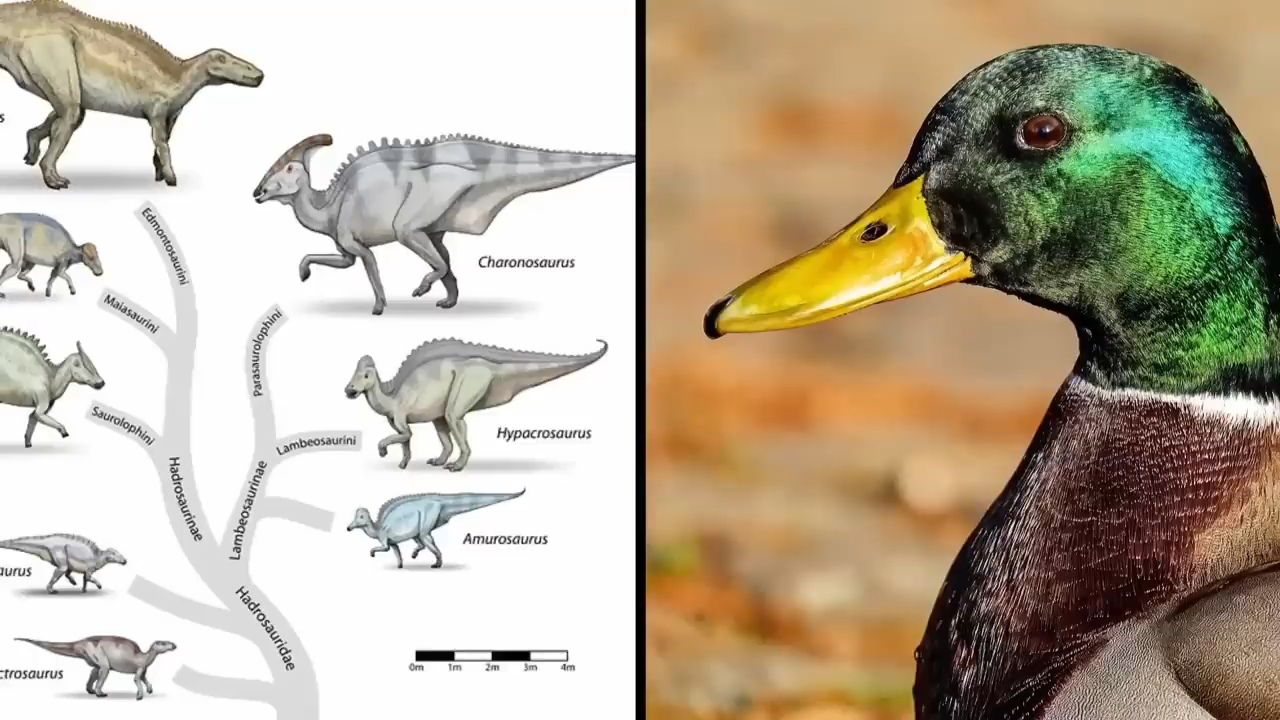 s
Edmontosaurini
Charonosaurus
Maiasaurini
Parasaurolophini
Saurolophini
Lambeosaurini
Hypacrosaurus
Hadrosaurinae
Lambeosaurinae
Amurosaurus
aurus
Hadrosauridae
ctrosaurus
0m 1m 2m 3m 4m